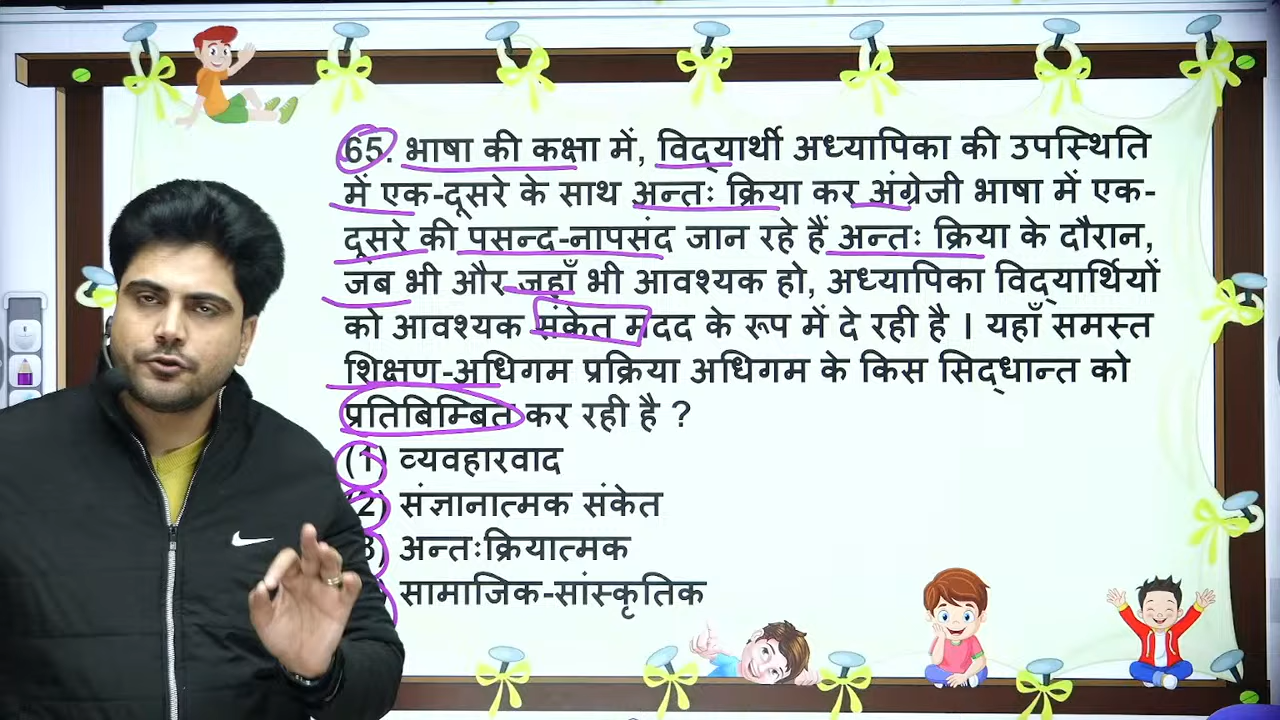 65. भाषा की कक्षा में, विद्यार्थी अध्यापिका की उपस्थिति
में एक-दूसरे के साथ अन्तः क्रिया कर अंग्रेजी भाषा में एक-
दूसरे की पसन्द-नापसंद जान रहे हैं अन्तः क्रिया के दौरान,
जब भी और जहाँ भी आवश्यक हो, अध्यापिका विद्यार्थियों
को आवश्यक संकेत मदद के रूप में दे रही है । यहाँ समस्त
शिक्षण-अधिगम प्रक्रिया अधिगम के किस सिद्धान्त को
प्रतिबिम्बित कर रही है ?
(1) व्यवहारवाद
(2) संज्ञानात्मक संकेत
(3) अन्तःक्रियात्मक
सामाजिक-सांस्कृतिक